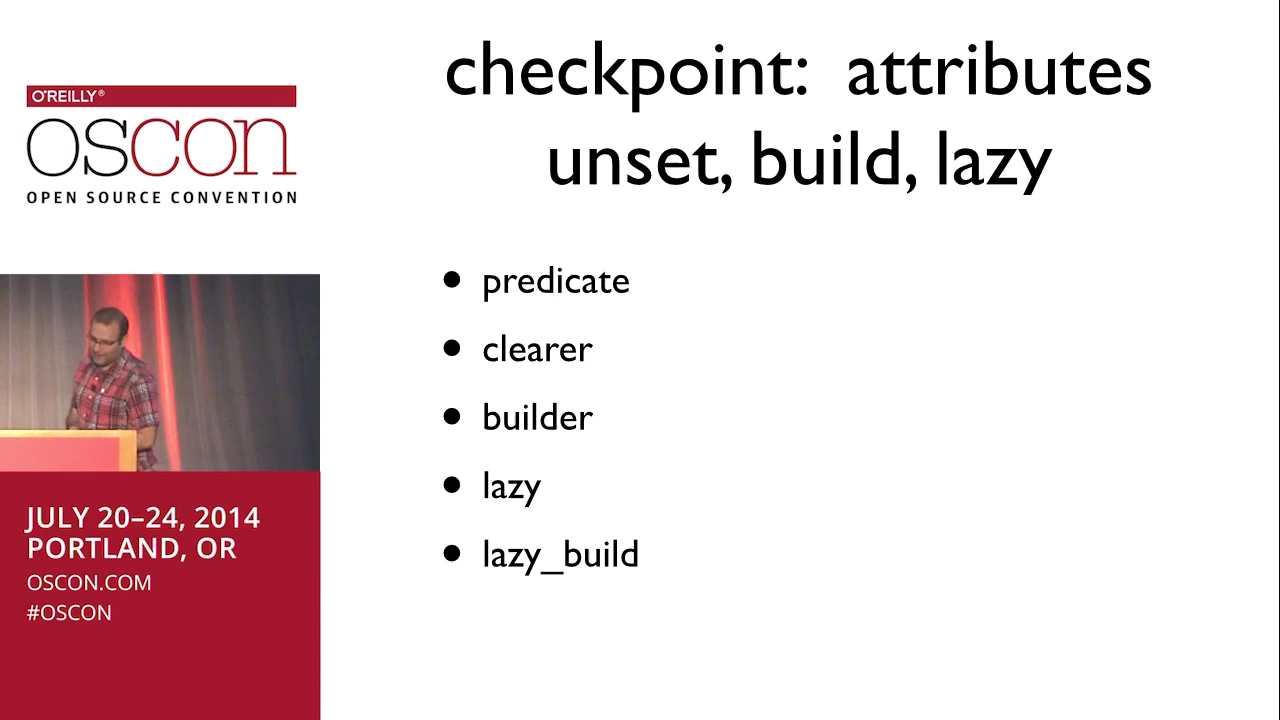 O'REILLY®
OSCON
OPEN SOURCE CONVENTION
JULY 20–24, 2014
PORTLAND, OR
OSCON.COM
#OSCON
checkpoint: attributes
unset, build, lazy
• predicate
• clearer
• builder
• lazy
• lazy_build